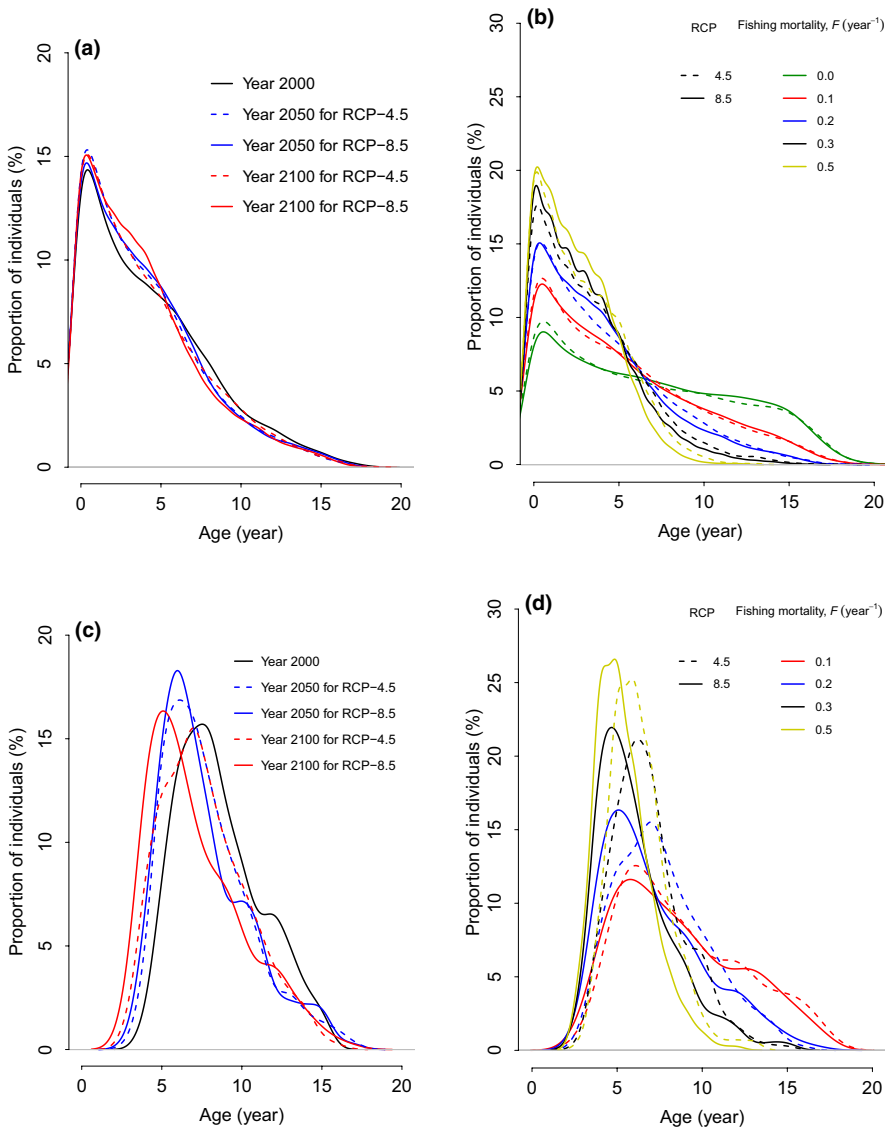 (a)
Proportion of individuals (%)
20
15
10
5
0
Year 2000
Year 2050 for RCP−4.5
Year 2050 for RCP−8.5
Year 2100 for RCP−4.5
Year 2100 for RCP−8.5
0 5 10 15 20
Age (year)
(b)
Proportion of individuals (%)
30
25
20
15
10
5
0
RCP Fishing mortality, F (year⁻¹)
4.5 0.0
8.5 0.1
0.2
0.3
0.5
0 5 10 15 20
Age (year)
(c)
Proportion of individuals (%)
20
15
10
5
0
Year 2000
Year 2050 for RCP−4.5
Year 2050 for RCP−8.5
Year 2100 for RCP−4.5
Year 2100 for RCP−8.5
0 5 10 15 20
Age (year)
(d)
Proportion of individuals (%)
30
25
20
15
10
5
0
RCP Fishing mortality, F (year⁻¹)
4.5 0.1
8.5 0.2
0.3
0.5
0 5 10 15 20
Age (year)